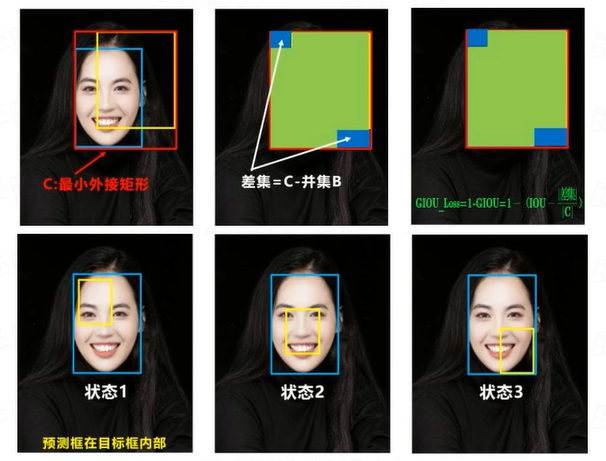 C:最小外接矩形
差集=C-并集B
GIOU_Loss=1-GIOU=1-(IOU-|差集|/|C|)
状态1
状态2
状态3
预测框在目标框内部